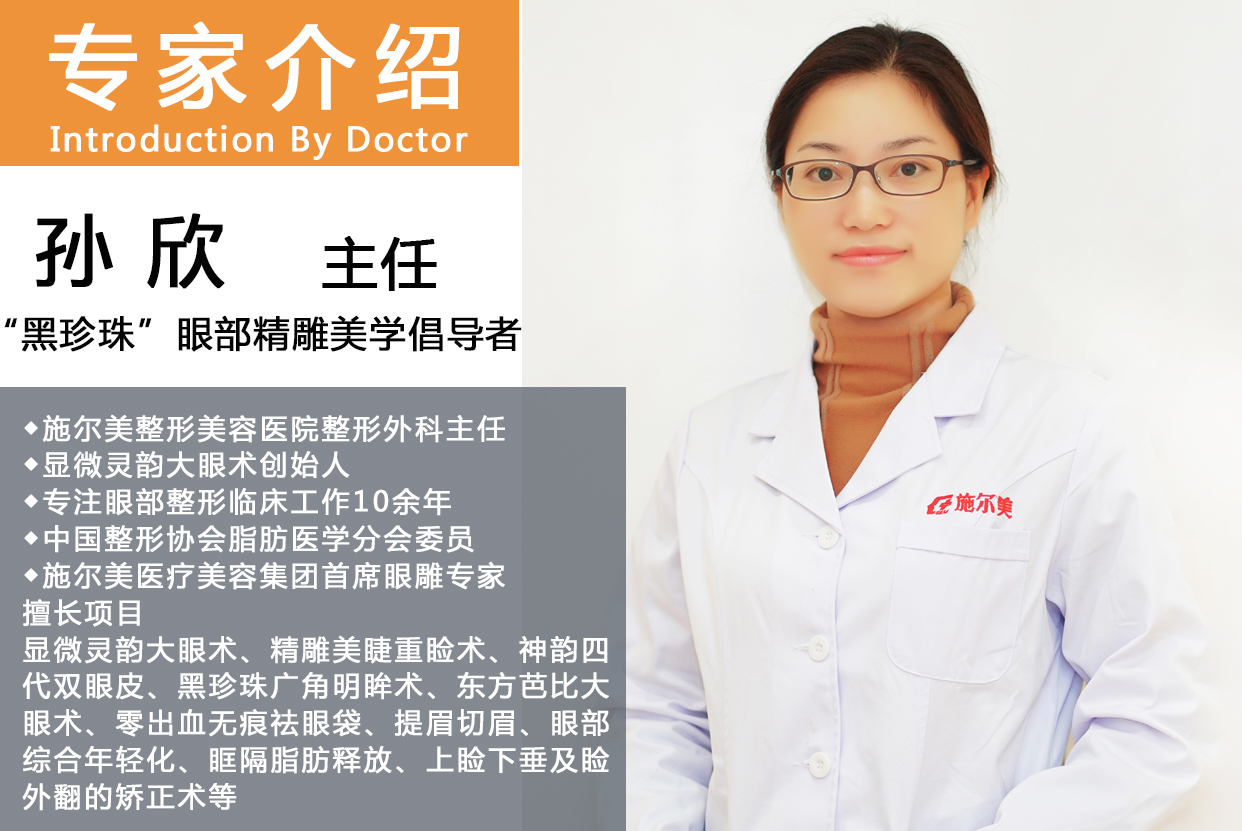 专家介绍
Introduction By Doctor
孙欣 主任
“黑珍珠”眼部精雕美学倡导者
◆施尔美整形美容医院整形外科主任
◆显微灵韵大眼术创始人
◆专注眼部整形临床工作10余年
◆中国整形协会脂肪医学分会委员
◆施尔美医疗美容集团首席眼雕专家
擅长项目
显微灵韵大眼术、精雕美睫重睑术、神韵四
代双眼皮、黑珍珠广角明眸术、东方芭比大
眼术、零出血无痕祛眼袋、提眉切眉、眼部
综合年轻化、眶隔脂肪释放、上睑下垂及睑
外翻的矫正术等
施尔美